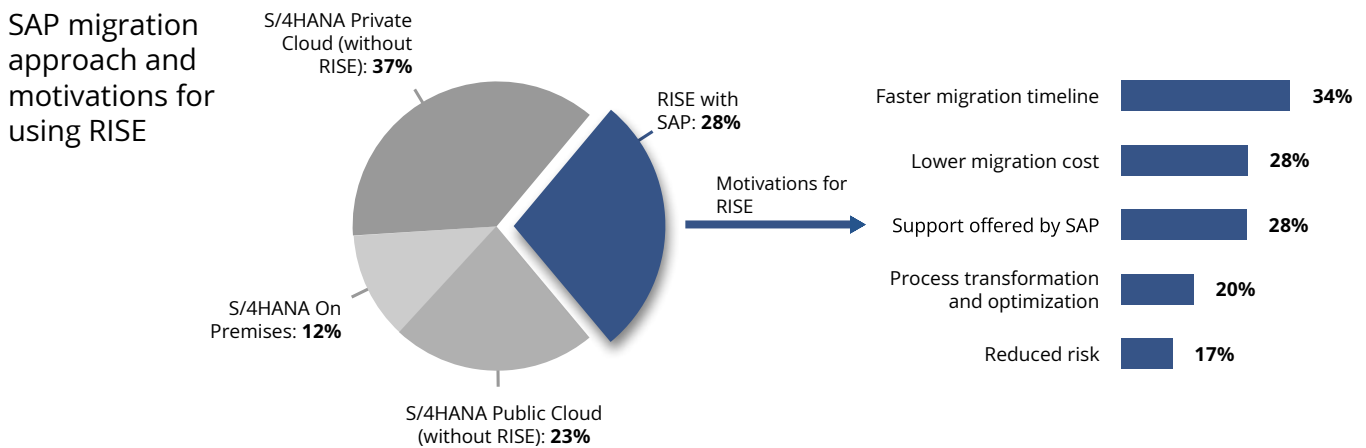 SAP migration
approach and
motivations for
using RISE
S/4HANA Private
Cloud (without
RISE): 37%
RISE with
SAP: 28%
S/4HANA On
Premises: 12%
S/4HANA Public Cloud
(without RISE): 23%
Motivations for
RISE
Faster migration timeline
34%
Lower migration cost
28%
Support offered by SAP
28%
Process transformation
and optimization
20%
Reduced risk
17%